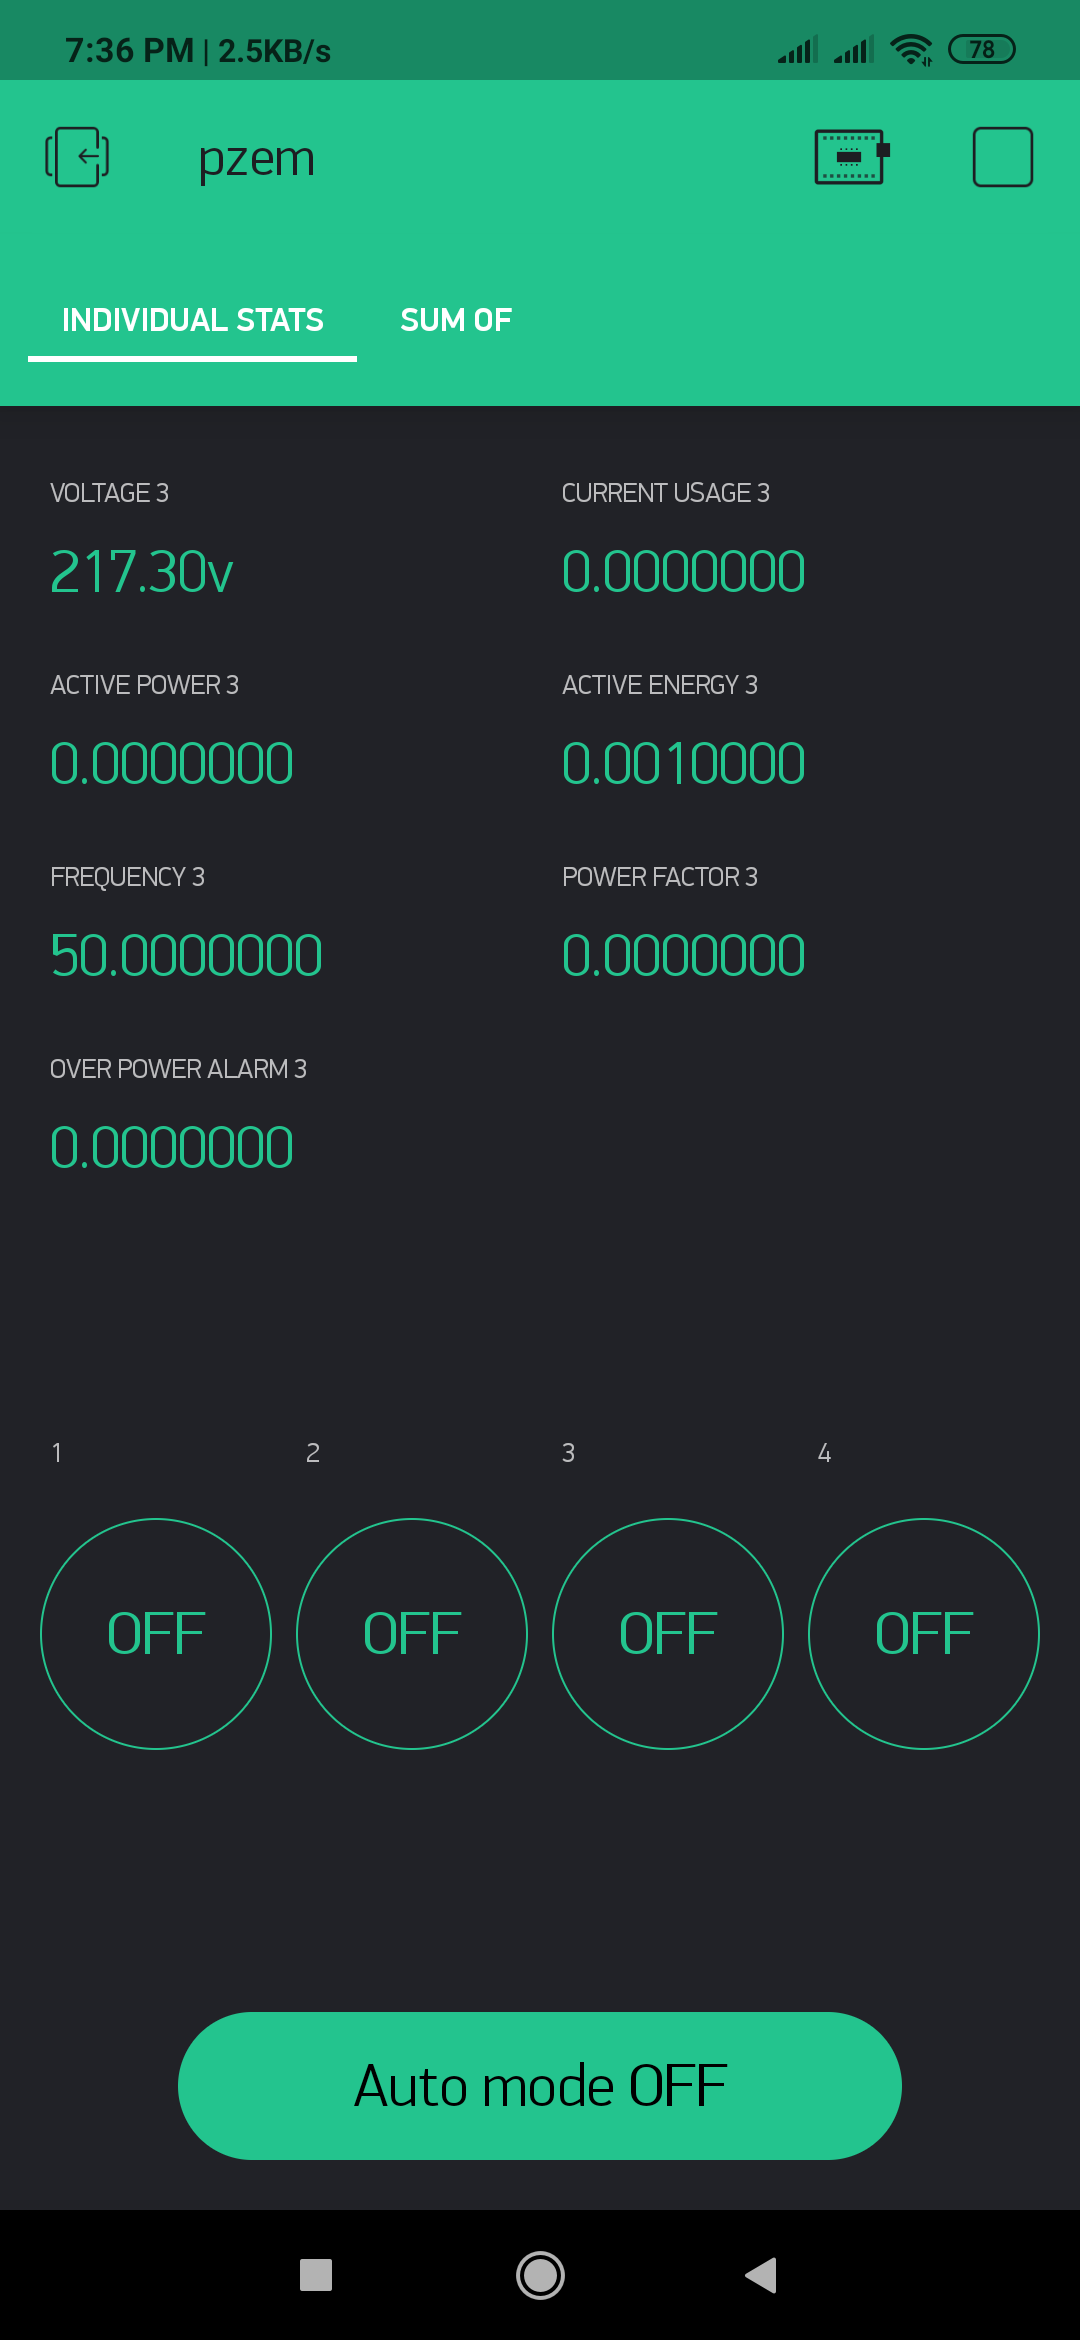 7:36 PM | 2.5KB/s
78
pzem
INDIVIDUAL STATS SUM OF
VOLTAGE 3 CURRENT USAGE 3
217.30v 0.0000000
ACTIVE POWER 3 ACTIVE ENERGY 3
0.0000000 0.0010000
FREQUENCY 3 POWER FACTOR 3
50.0000000 0.0000000
OVER POWER ALARM 3
0.0000000
1 2 3 4
OFF OFF OFF OFF
Auto mode OFF